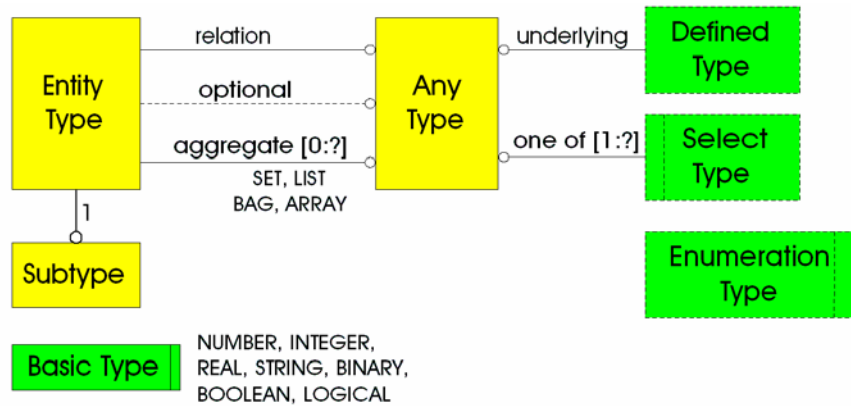 Entity
Type
relation
optional
aggregate [0:?]
SET, LIST
BAG, ARRAY
Any
Type
underlying
one of [1:?]
Defined
Type
Select
Type
Enumeration
Type
1
Subtype
Basic Type
NUMBER, INTEGER,
REAL, STRING, BINARY,
BOOLEAN, LOGICAL